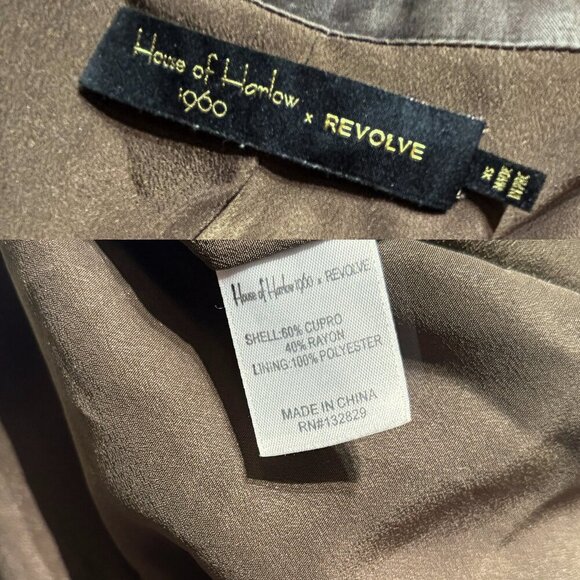 House of Harlow
1960 x REVOLVE
XS
House of Harlow 1960 x REVOLVE
SHELL:60% CUPRO
40% RAYON
LINING:100% POLYESTER
MADE IN CHINA
RN#132829